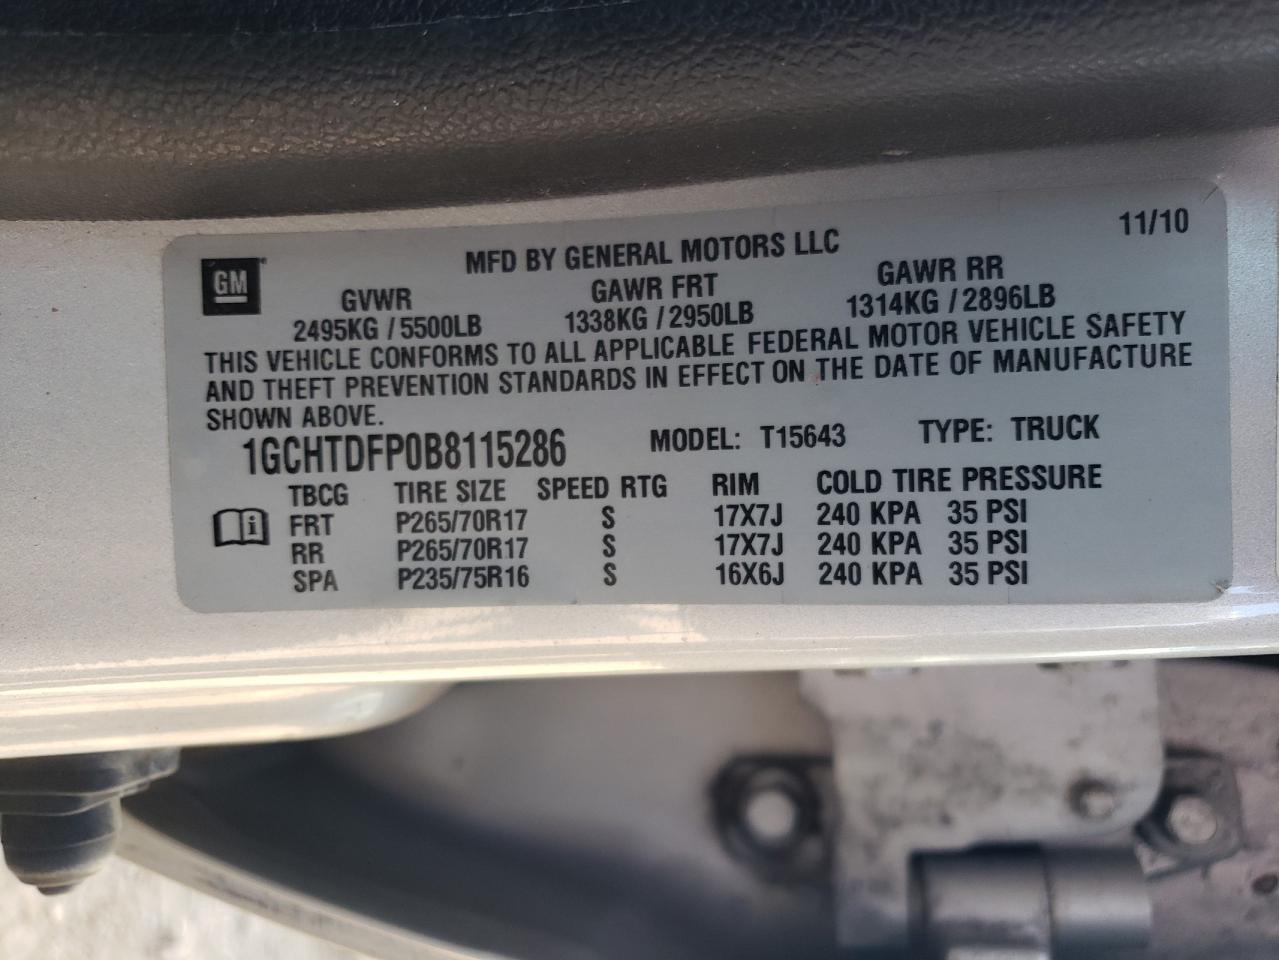 11/10
GM
MFD BY GENERAL MOTORS LLC
GVWR GAWR FRT GAWR RR
2495KG / 5500LB 1338KG / 2950LB 1314KG / 2896LB
THIS VEHICLE CONFORMS TO ALL APPLICABLE FEDERAL MOTOR VEHICLE SAFETY
AND THEFT PREVENTION STANDARDS IN EFFECT ON THE DATE OF MANUFACTURE
SHOWN ABOVE.
1GCHTDFP0B8115286 MODEL: T15643 TYPE: TRUCK
TBCG TIRE SIZE SPEED RTG RIM COLD TIRE PRESSURE
FRT P265/70R17 S 17X7J 240 KPA 35 PSI
RR P265/70R17 S 17X7J 240 KPA 35 PSI
SPA P235/75R16 S 16X6J 240 KPA 35 PSI